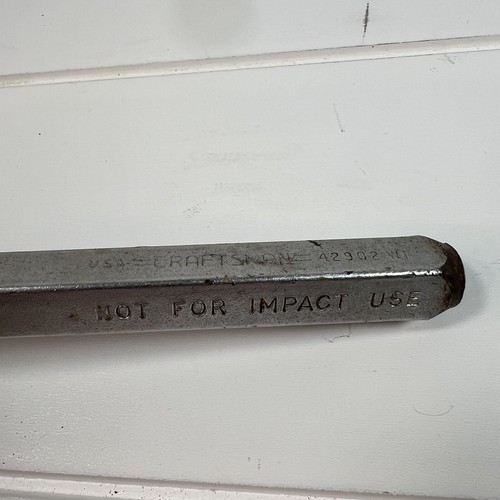 USA =CRAFTSMAN= 42902
NOT FOR IMPACT USE